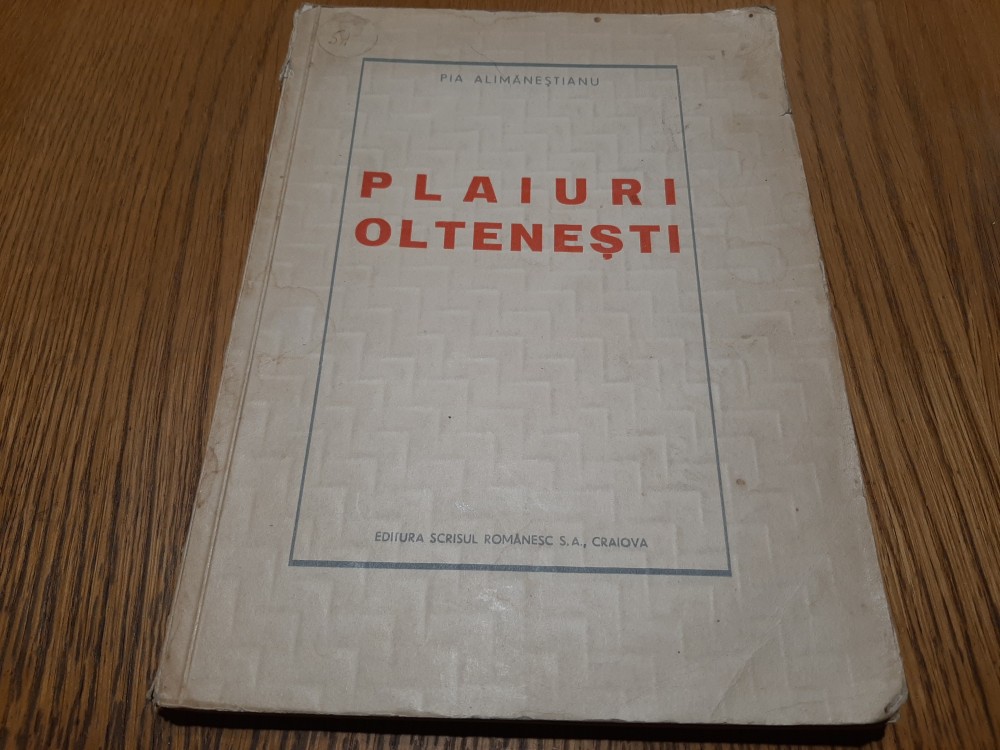 PIA ALIMĂNEȘTIANU
PLAIURI
OLTENEȘTI
EDITURA SCRISUL ROMÂNESC S.A., CRAIOVA